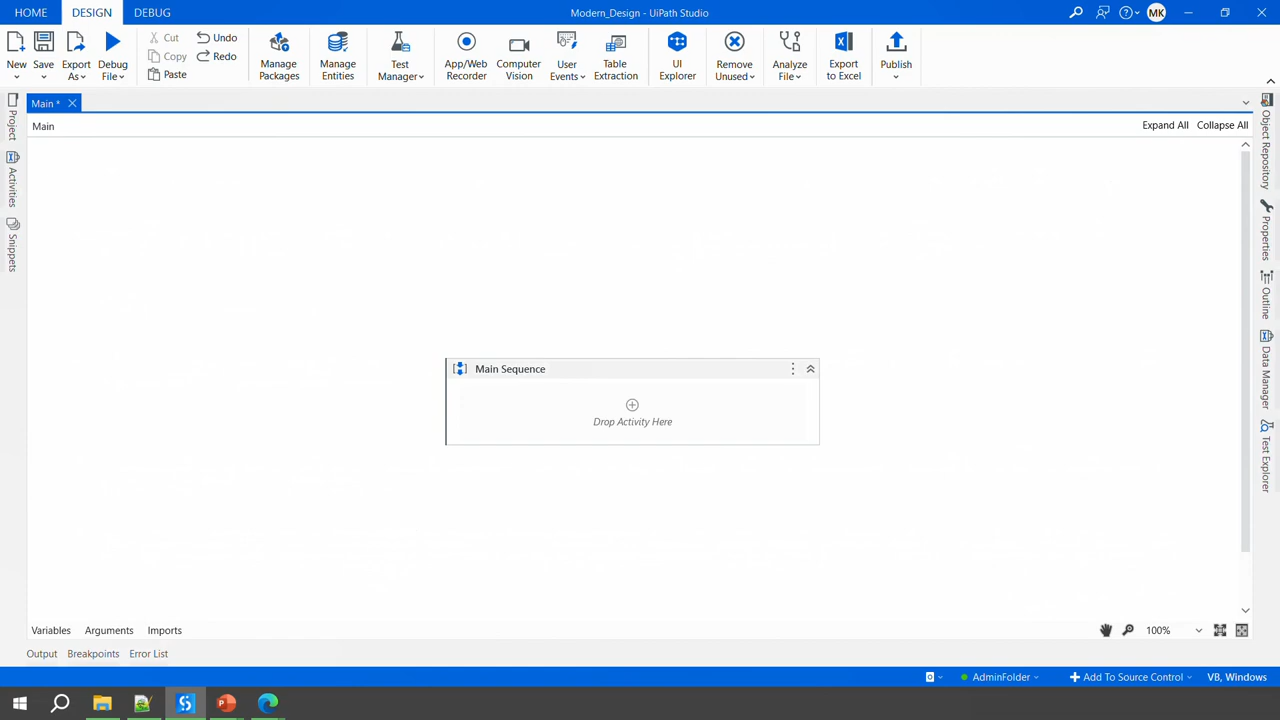 HOME DESIGN DEBUG Modern_Design - UiPath Studio MK
New Save Export As Debug File Cut Copy Paste Undo Redo Manage Packages Manage Entities Test Manager App/Web Recorder Computer Vision User Events Table Extraction UI Explorer Remove Unused Analyze File Export to Excel Publish
Main *
Main Expand All Collapse All
Project
Activities
Snippets
Main Sequence
Drop Activity Here
Object Repository
Properties
Outline
Data Manager
Test Explorer
Variables Arguments Imports 100%
Output Breakpoints Error List
AdminFolder Add To Source Control VB, Windows